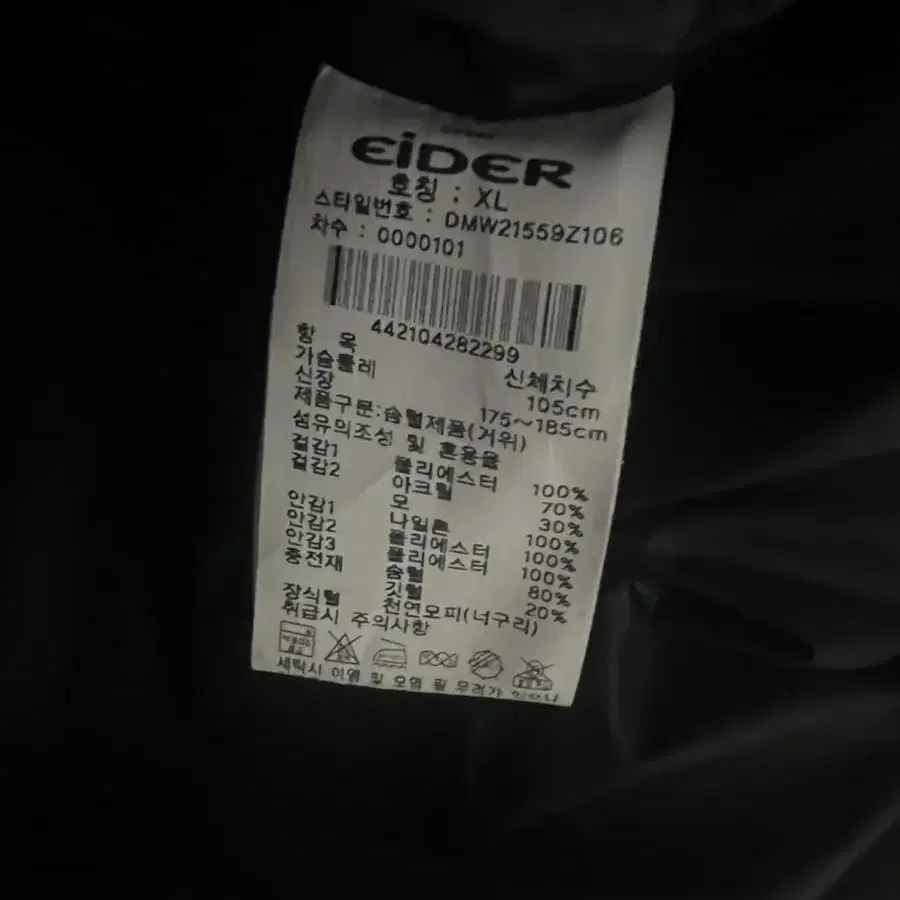 EiDER
호칭 : XL
스타일번호 : DMW21559Z106
차수 : 0000101
442104282299
항 목 신체치수
가슴둘레 105cm
신장 175~185cm
제품구분:솜털제품(거위)
섬유의조성 및 혼용율
겉감1 폴리에스터 100%
겉감2 아크릴 70%
모 30%
안감1 나일론 100%
안감2 폴리에스터 100%
안감3 폴리에스터 100%
충전재 솜털 80%
깃털 20%
장식털 천연모피(너구리)
취급시 주의사항
세탁시 이염 및 오염 될 우려가